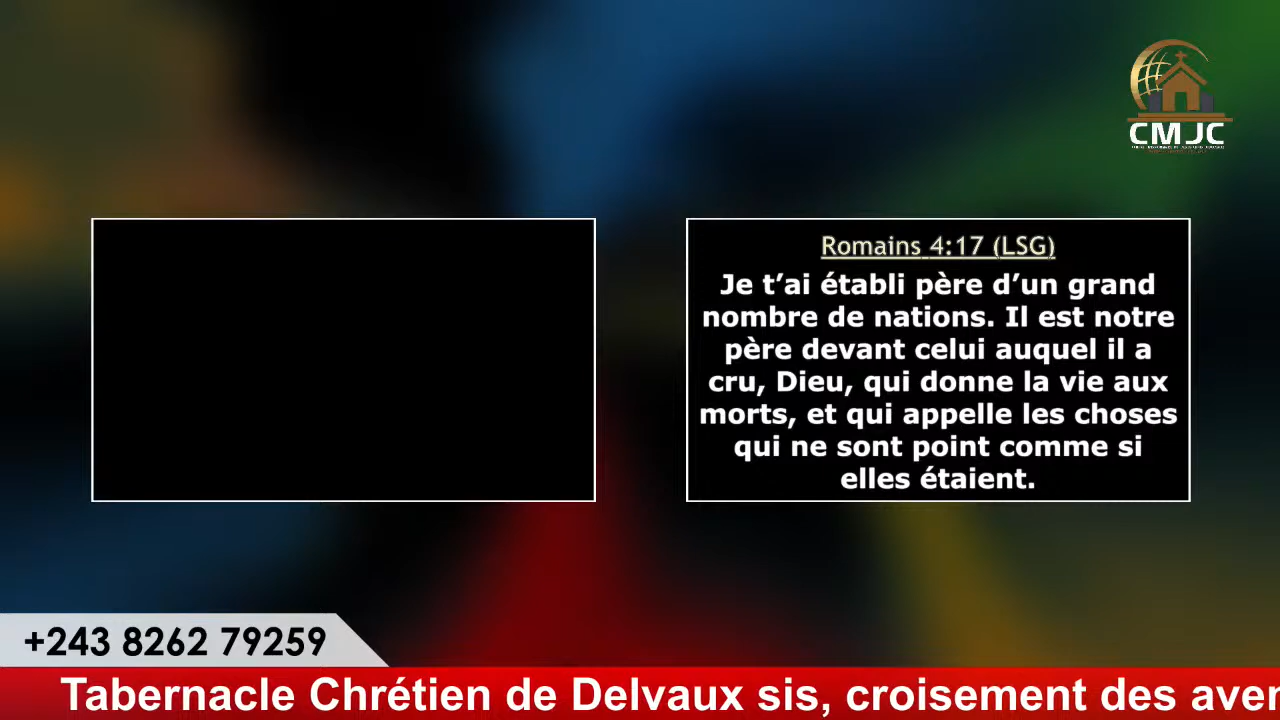 CMJC
Romains 4:17 (LSG)
Je t’ai établi père d’un grand
nombre de nations. Il est notre
père devant celui auquel il a
cru, Dieu, qui donne la vie aux
morts, et qui appelle les choses
qui ne sont point comme si
elles étaient.
+243 8262 79259
Tabernacle Chrétien de Delvaux sis, croisement des aver